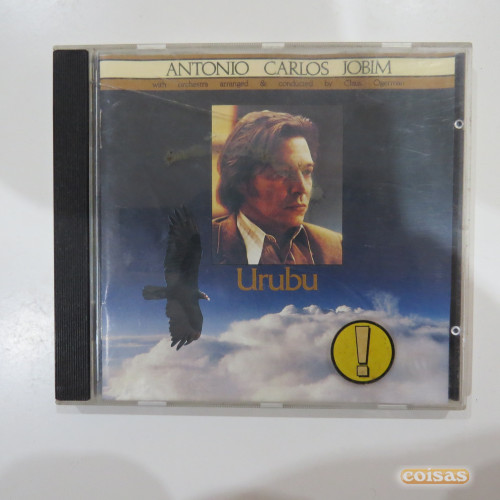 ANTONIO CARLOS JOBIM
with orchestra arranged & conducted by Claus Ogerman
Urubu
!
coisas